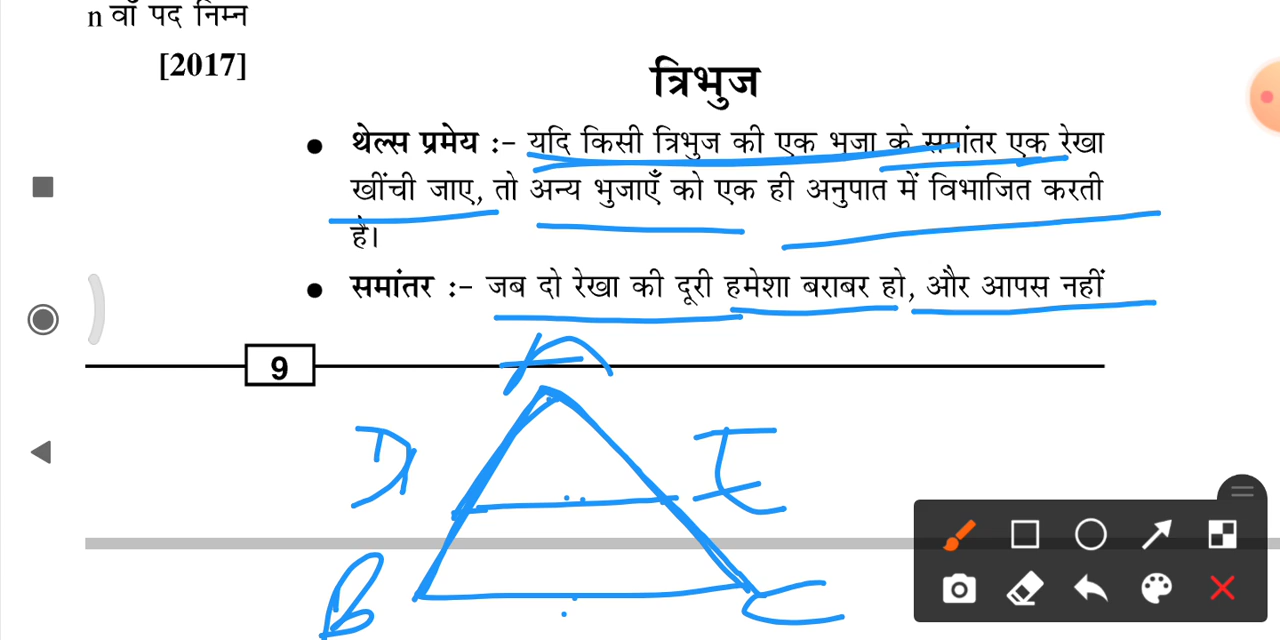 n वाँ पद निम्न
[2017]
त्रिभुज
• थेल्स प्रमेय :- यदि किसी त्रिभुज की एक भुजा के समांतर एक रेखा
खींची जाए, तो अन्य भुजाएँ को एक ही अनुपात में विभाजित करती
है।
• समांतर :- जब दो रेखा की दूरी हमेशा बराबर हो, और आपस नहीं
9
A
D E
B C